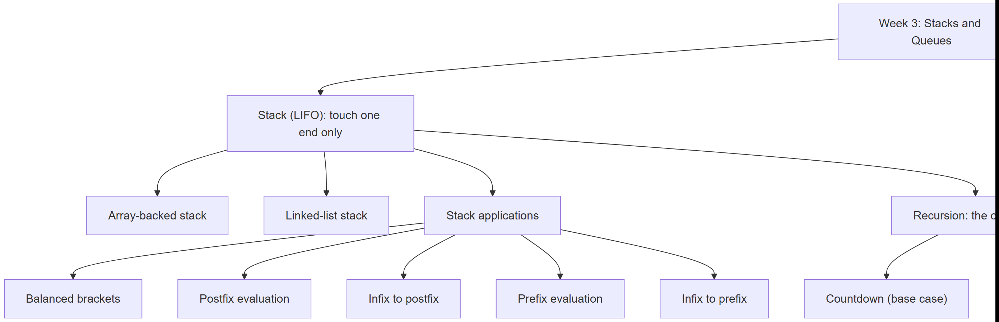 Week 3: Stacks and
Queues
Stack (LIFO): touch one
end only
Array-backed stack
Linked-list stack
Stack applications
Recursion: the
Balanced brackets
Postfix evaluation
Infix to postfix
Prefix evaluation
Infix to prefix
Countdown (base case)